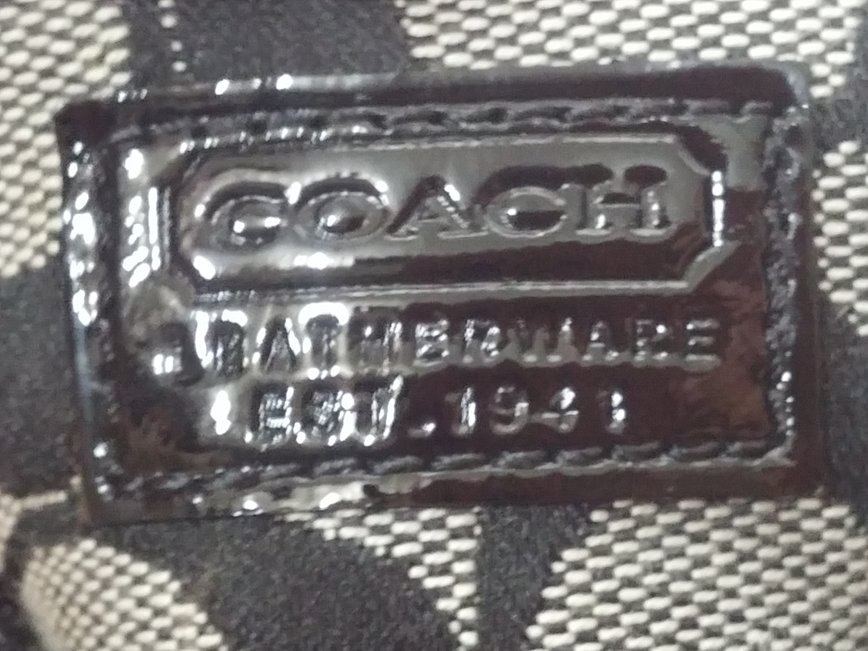 COACH
LEATHERWARE
EST. 1941